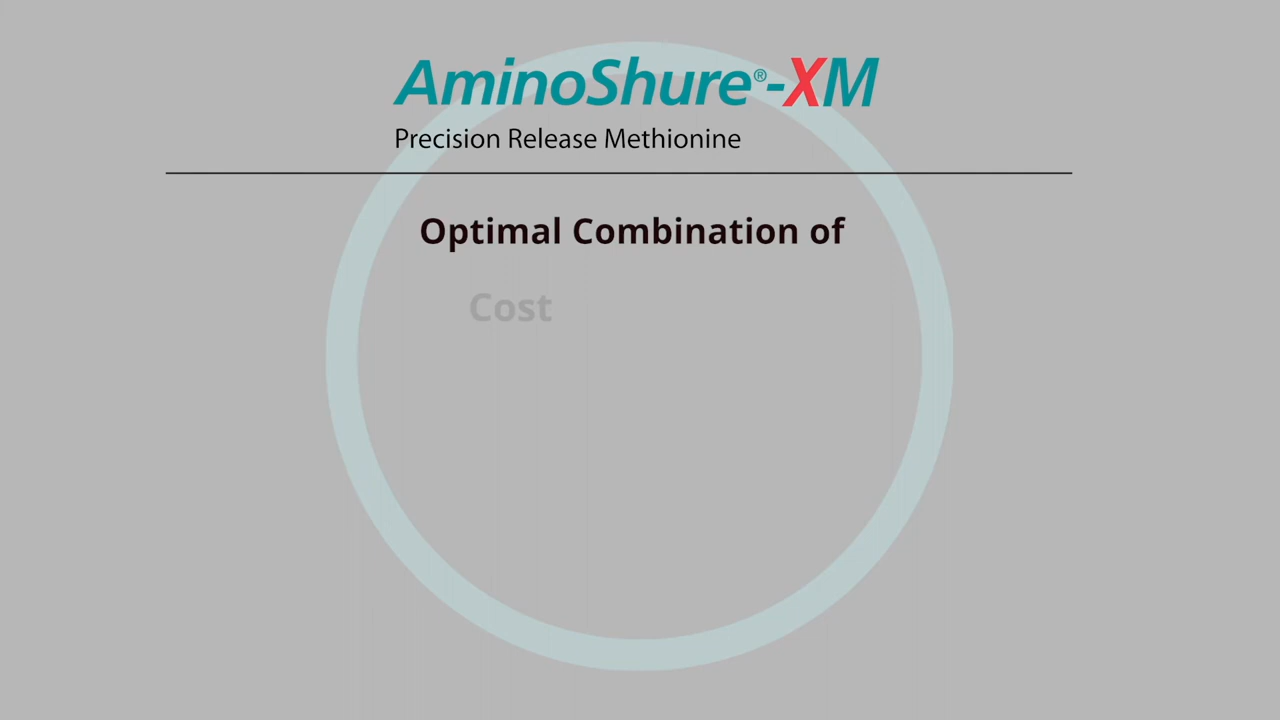 AminoShure®-XM
Precision Release Methionine
Optimal Combination of
Cost